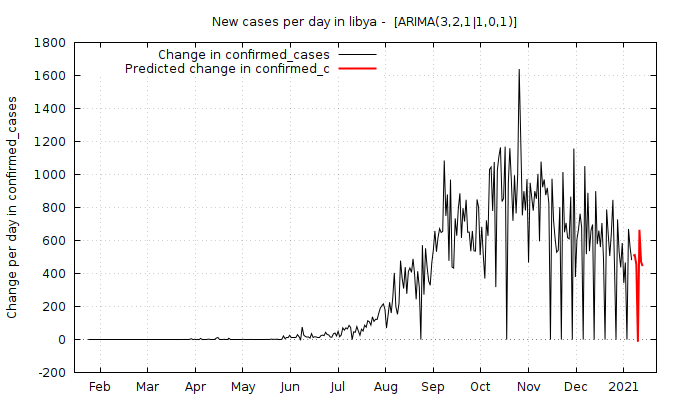 New cases per day in libya - [ARIMA(3,2,1|1,0,1)]
Change in confirmed_cases
Predicted change in confirmed_c
Change per day in confirmed_cases
1800
1600
1400
1200
1000
800
600
400
200
0
-200
Feb Mar Apr May Jun Jul Aug Sep Oct Nov Dec 2021